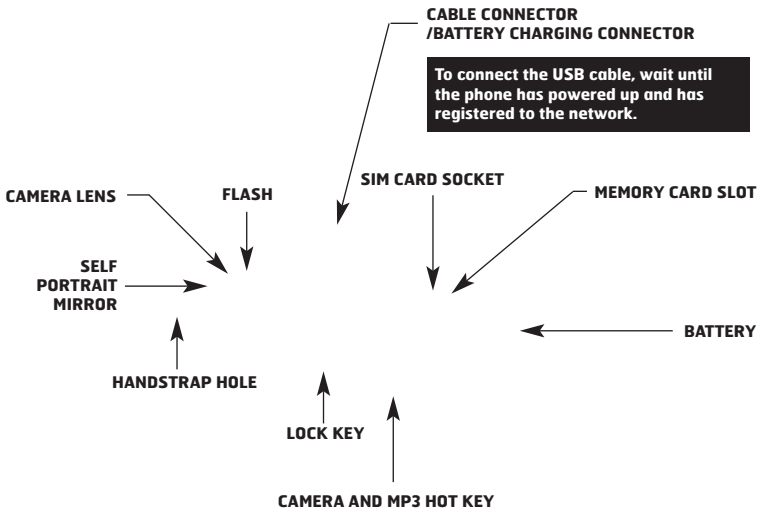 CABLE CONNECTOR
/BATTERY CHARGING CONNECTOR
To connect the USB cable, wait until
the phone has powered up and has
registered to the network.
SIM CARD SOCKET
MEMORY CARD SLOT
FLASH
CAMERA LENS
SELF
PORTRAIT
MIRROR
BATTERY
HANDSTRAP HOLE
LOCK KEY
CAMERA AND MP3 HOT KEY